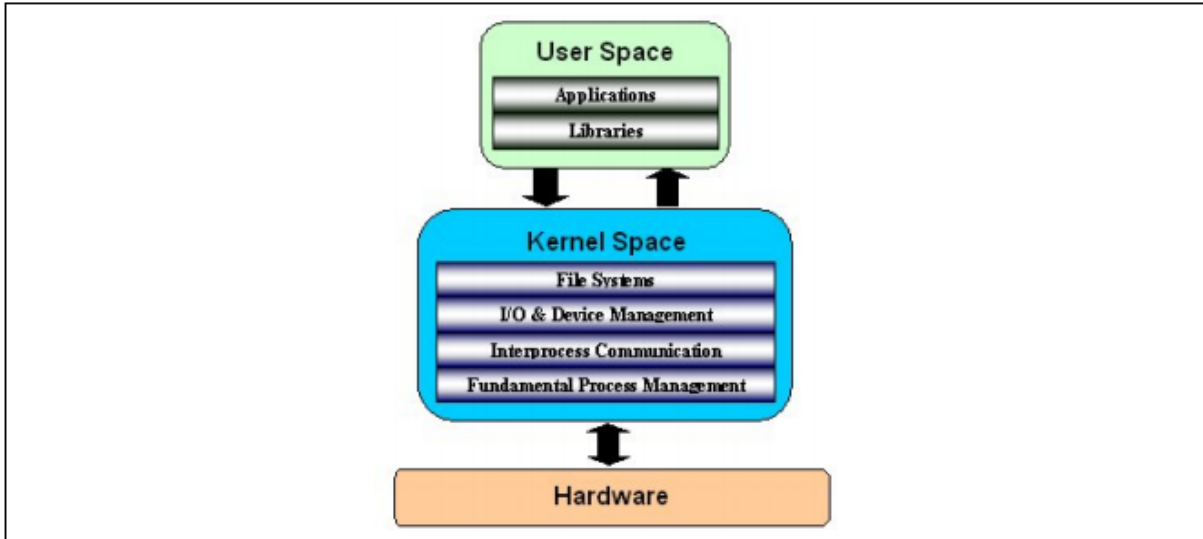 User Space
Applications
Libraries
Kernel Space
File Systems
I/O & Device Management
Interprocess Communication
Fundamental Process Management
Hardware